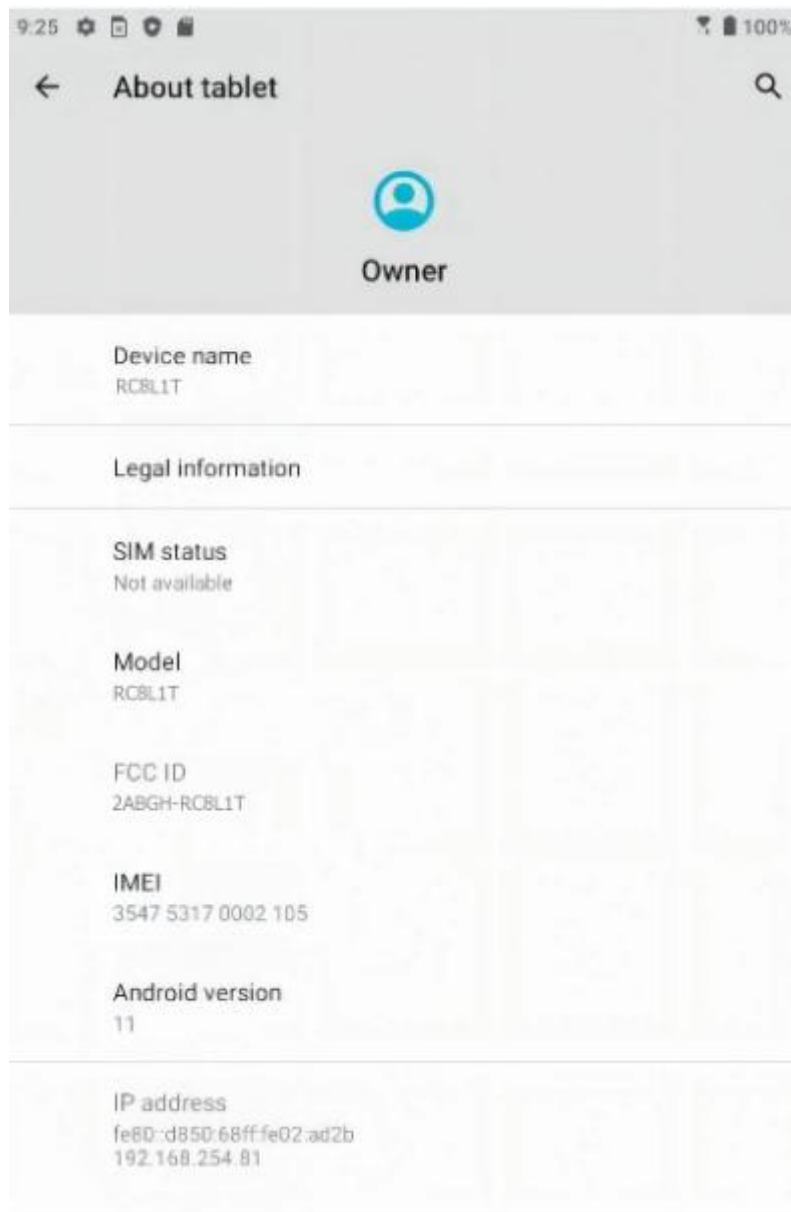 9:25 100%
About tablet
Owner
Device name
RC8L1T
Legal information
SIM status
Not available
Model
RC8L1T
FCC ID
2ABGH-RC8L1T
IMEI
3547 5317 0002 105
Android version
11
IP address
fe80::d850:68ff:fe02:ad2b
192.168.254.81